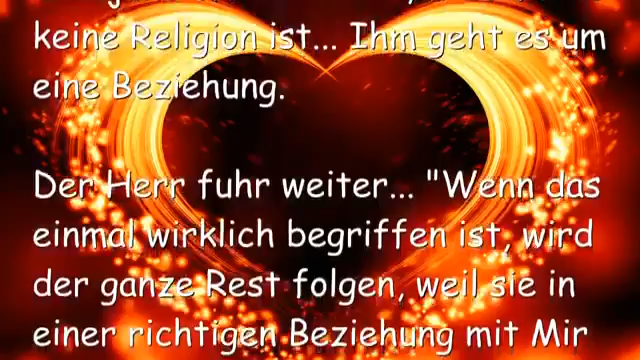 keine Religion ist... Ihm geht es um
eine Beziehung.
Der Herr fuhr weiter... "Wenn das
einmal wirklich begriffen ist, wird
der ganze Rest folgen, weil sie in
einer richtigen Beziehung mit Mir